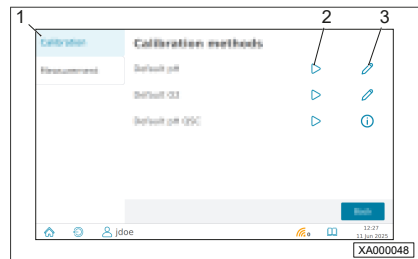 1 2 3
Calibration
Calibration methods
Measurement
Default pH
Default O3
Default pH QSC
jdoe
0
12:27
11 Jun 2025
XA000048